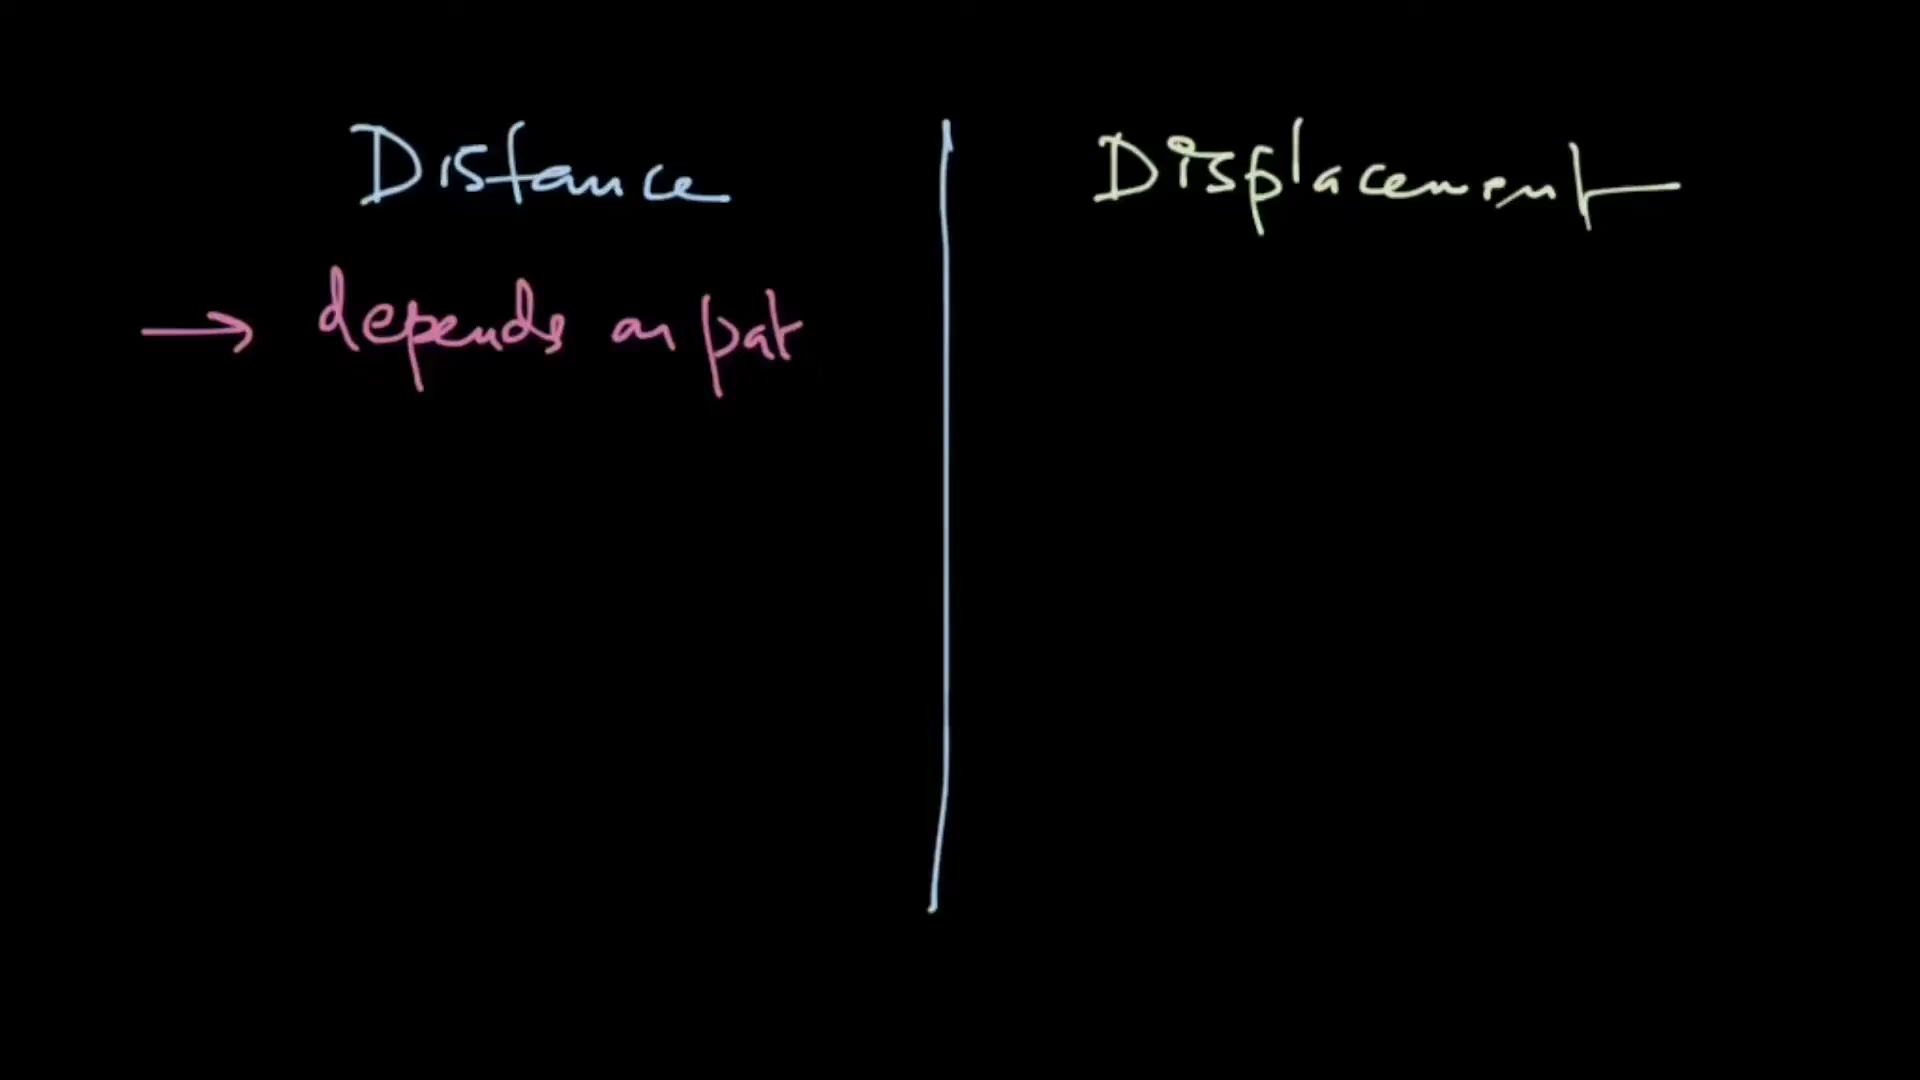 Distance
Displacement
→ depends on pat